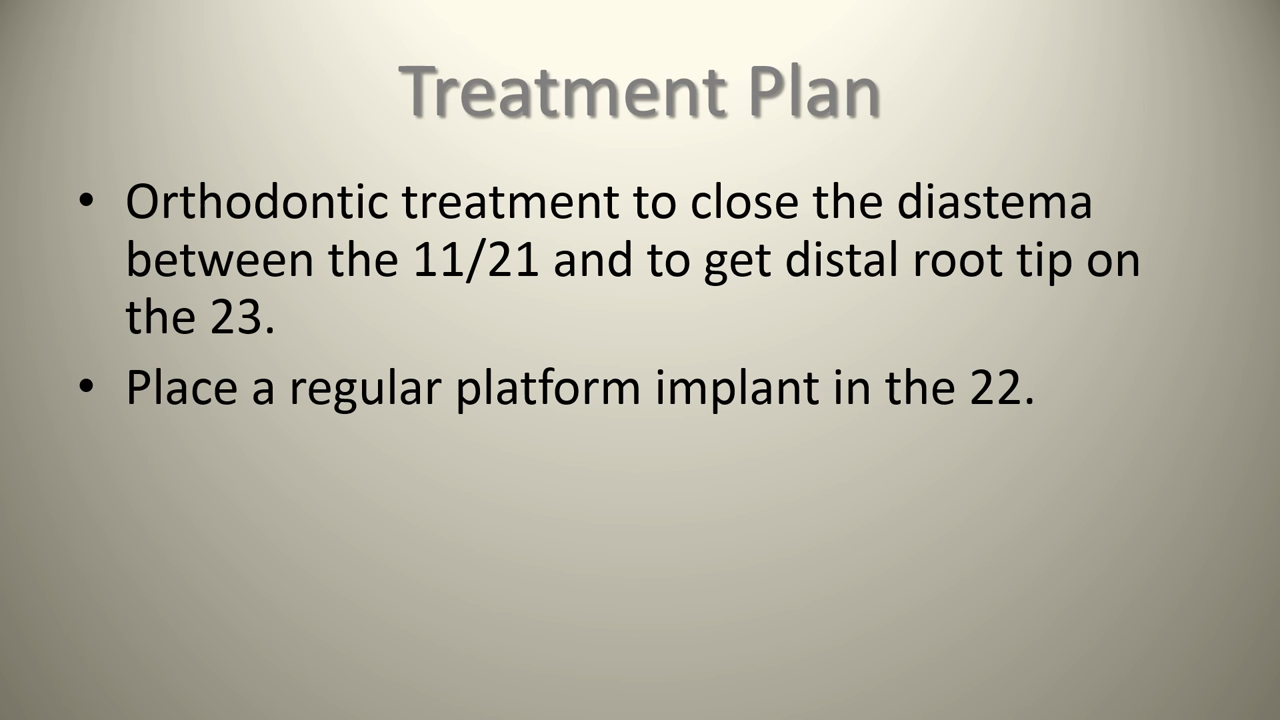 Treatment Plan
• Orthodontic treatment to close the diastema
between the 11/21 and to get distal root tip on
the 23.
• Place a regular platform implant in the 22.